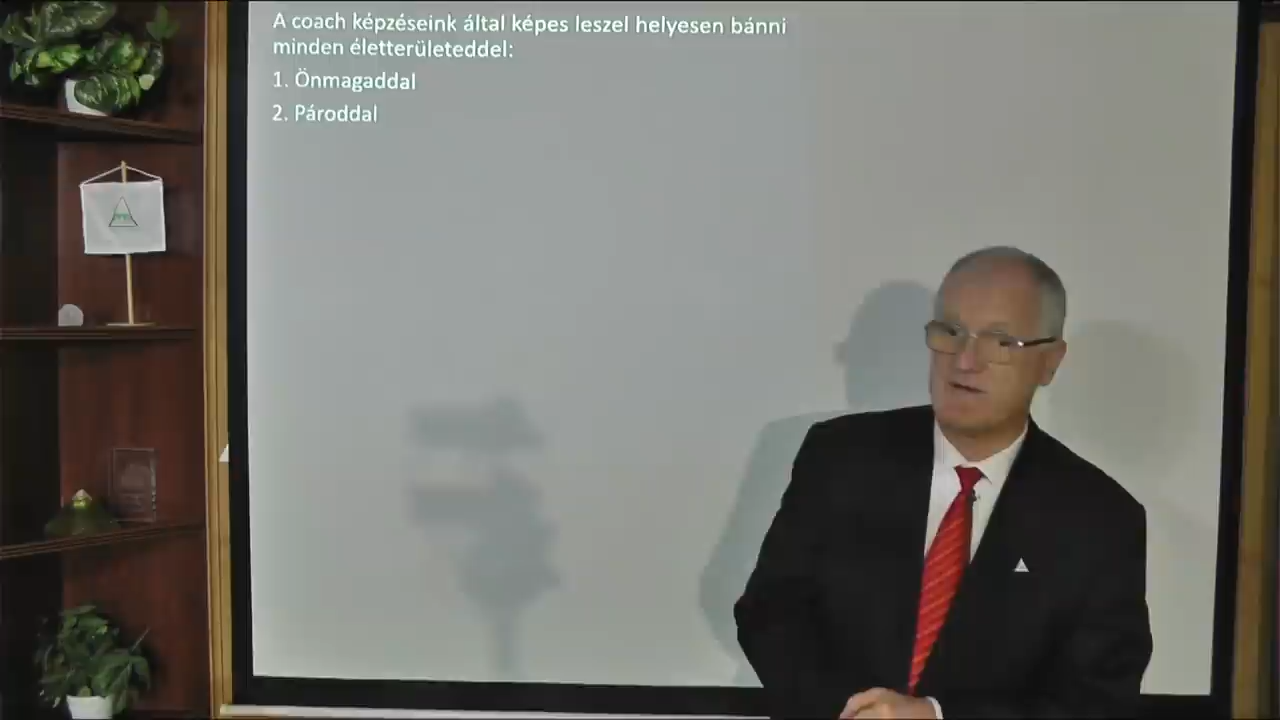 A coach képzéseink által képes leszel helyesen bánni
minden életterületeddel:
1. Önmagaddal
2. Pároddal